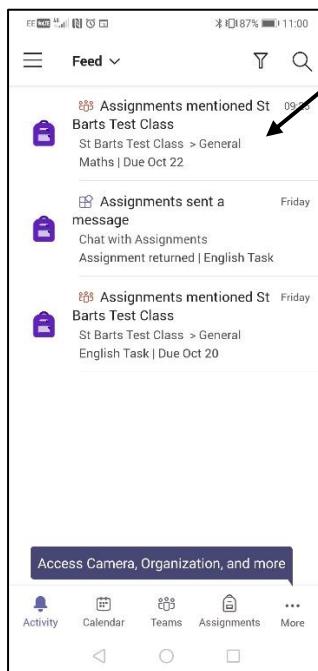 EE 87% 11:00
Feed
Assignments mentioned St
Barts Test Class
St Barts Test Class > General
Maths | Due Oct 22
Assignments sent a Friday
message
Chat with Assignments
Assignment returned | English Task
Assignments mentioned St Friday
Barts Test Class
St Barts Test Class > General
English Task | Due Oct 20
Access Camera, Organization, and more
Activity Calendar Teams Assignments More